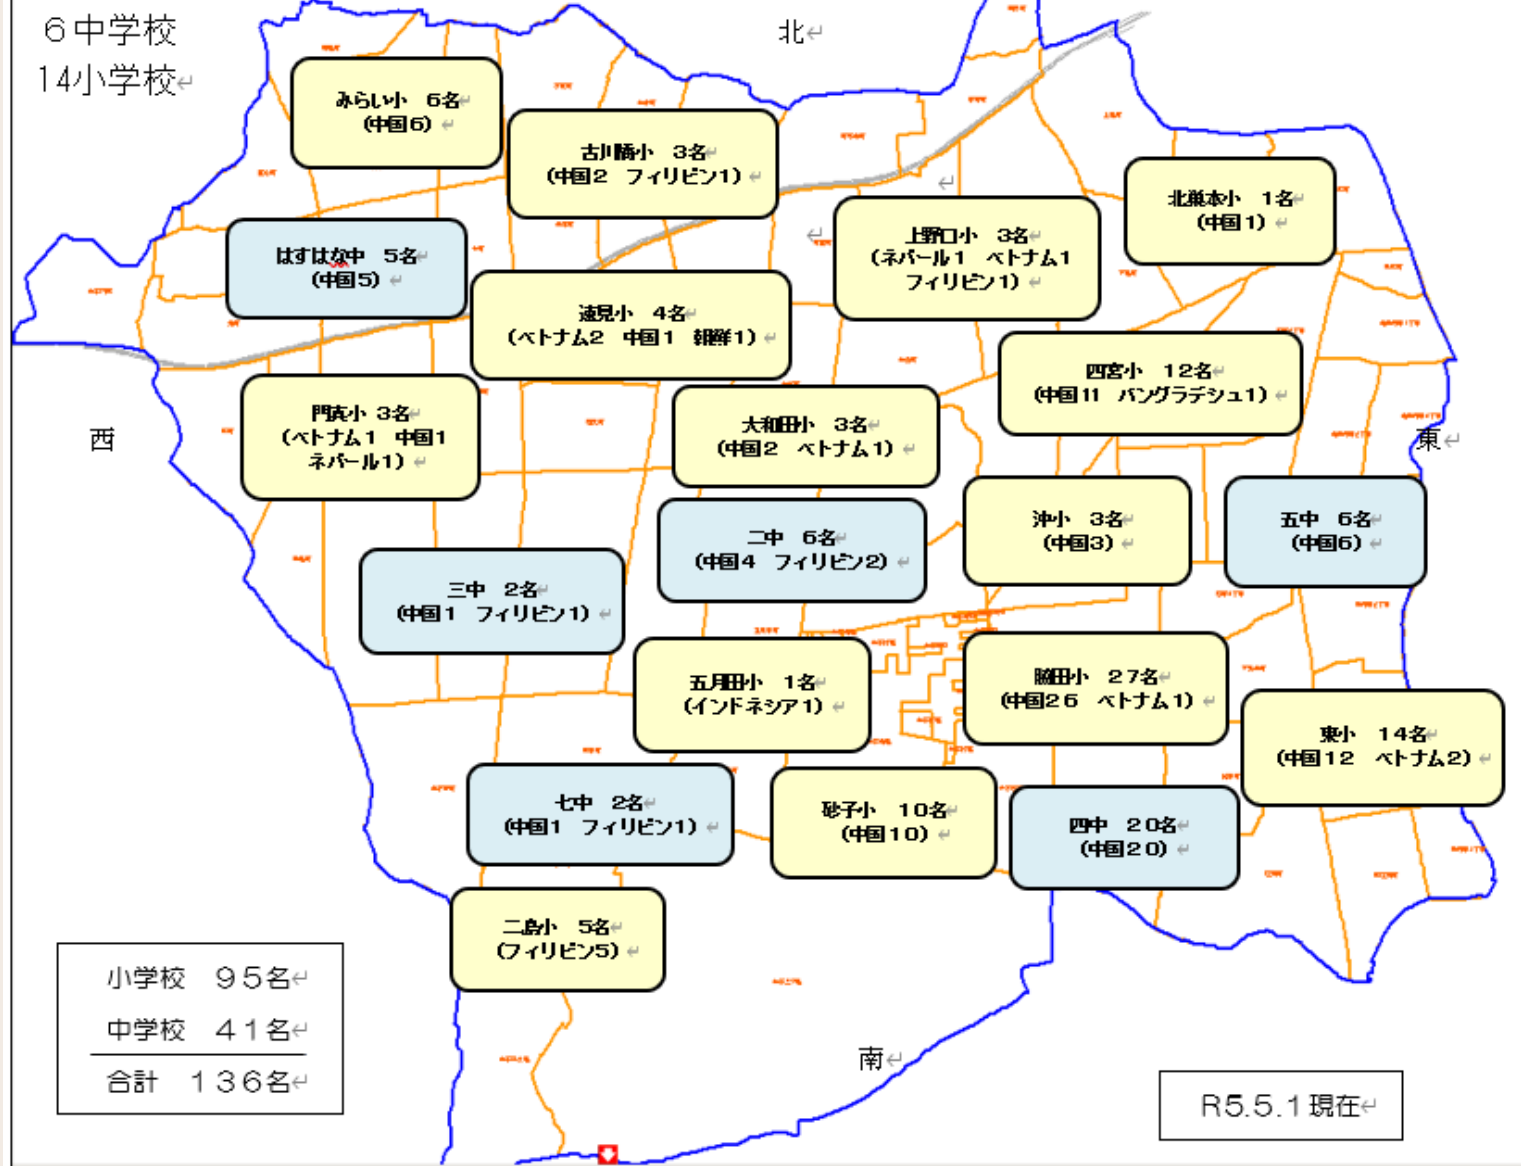 6中学校
14小学校
北
みらい小 6名
(中国6)
古川橋小 3名
(中国2 フィリピン1)
北巣本小 1名
(中国1)
上野口小 3名
(ネパール1 ベトナム1
フィリピン1)
はすはな中 5名
(中国5)
速見小 4名
(ベトナム2 中国1 朝鮮1)
四宮小 12名
(中国11 バングラデシュ1)
西
門真小 3名
(ベトナム1 中国1
ネパール1)
大和田小 3名
(中国2 ベトナム1)
東
沖小 3名
(中国3)
五中 6名
(中国6)
二中 6名
(中国4 フィリピン2)
三中 2名
(中国1 フィリピン1)
五月田小 1名
(インドネシア1)
脇田小 27名
(中国26 ベトナム1)
東小 14名
(中国12 ベトナム2)
七中 2名
(中国1 フィリピン1)
砂子小 10名
(中国10)
四中 20名
(中国20)
二島小 5名
(フィリピン5)
小学校 95名
中学校 41名
合計 136名
南
R5.5.1現在